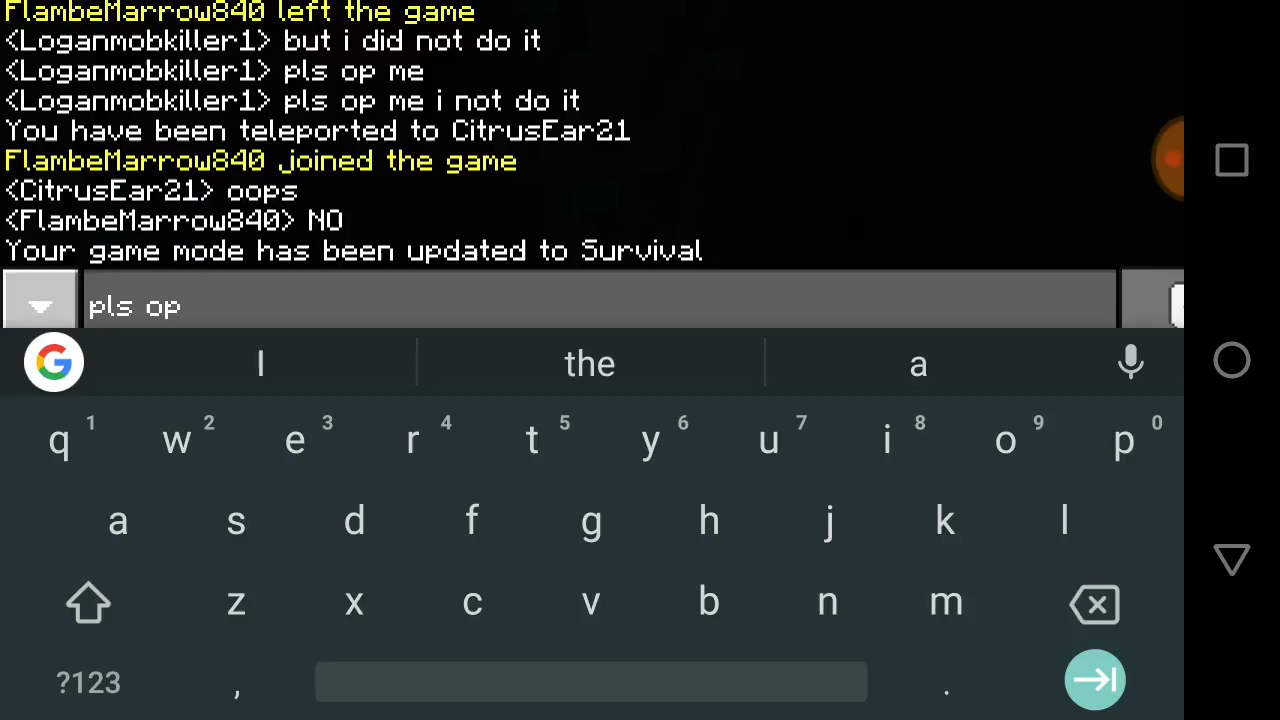 FlambeMarrow840 left the game
<Loganmobkiller1> but i did not do it
<Loganmobkiller1> pls op me
<Loganmobkiller1> pls op me i not do it
You have been teleported to CitrusEar21
FlambeMarrow840 joined the game
<CitrusEar21> oops
<FlambeMarrow840> NO
Your game mode has been updated to Survival
pls op
G I the a
q 1 w 2 e 3 r 4 t 5 y 6 u 7 i 8 o 9 p 0
a s d f g h j k l
z x c v b n m
?123 , .